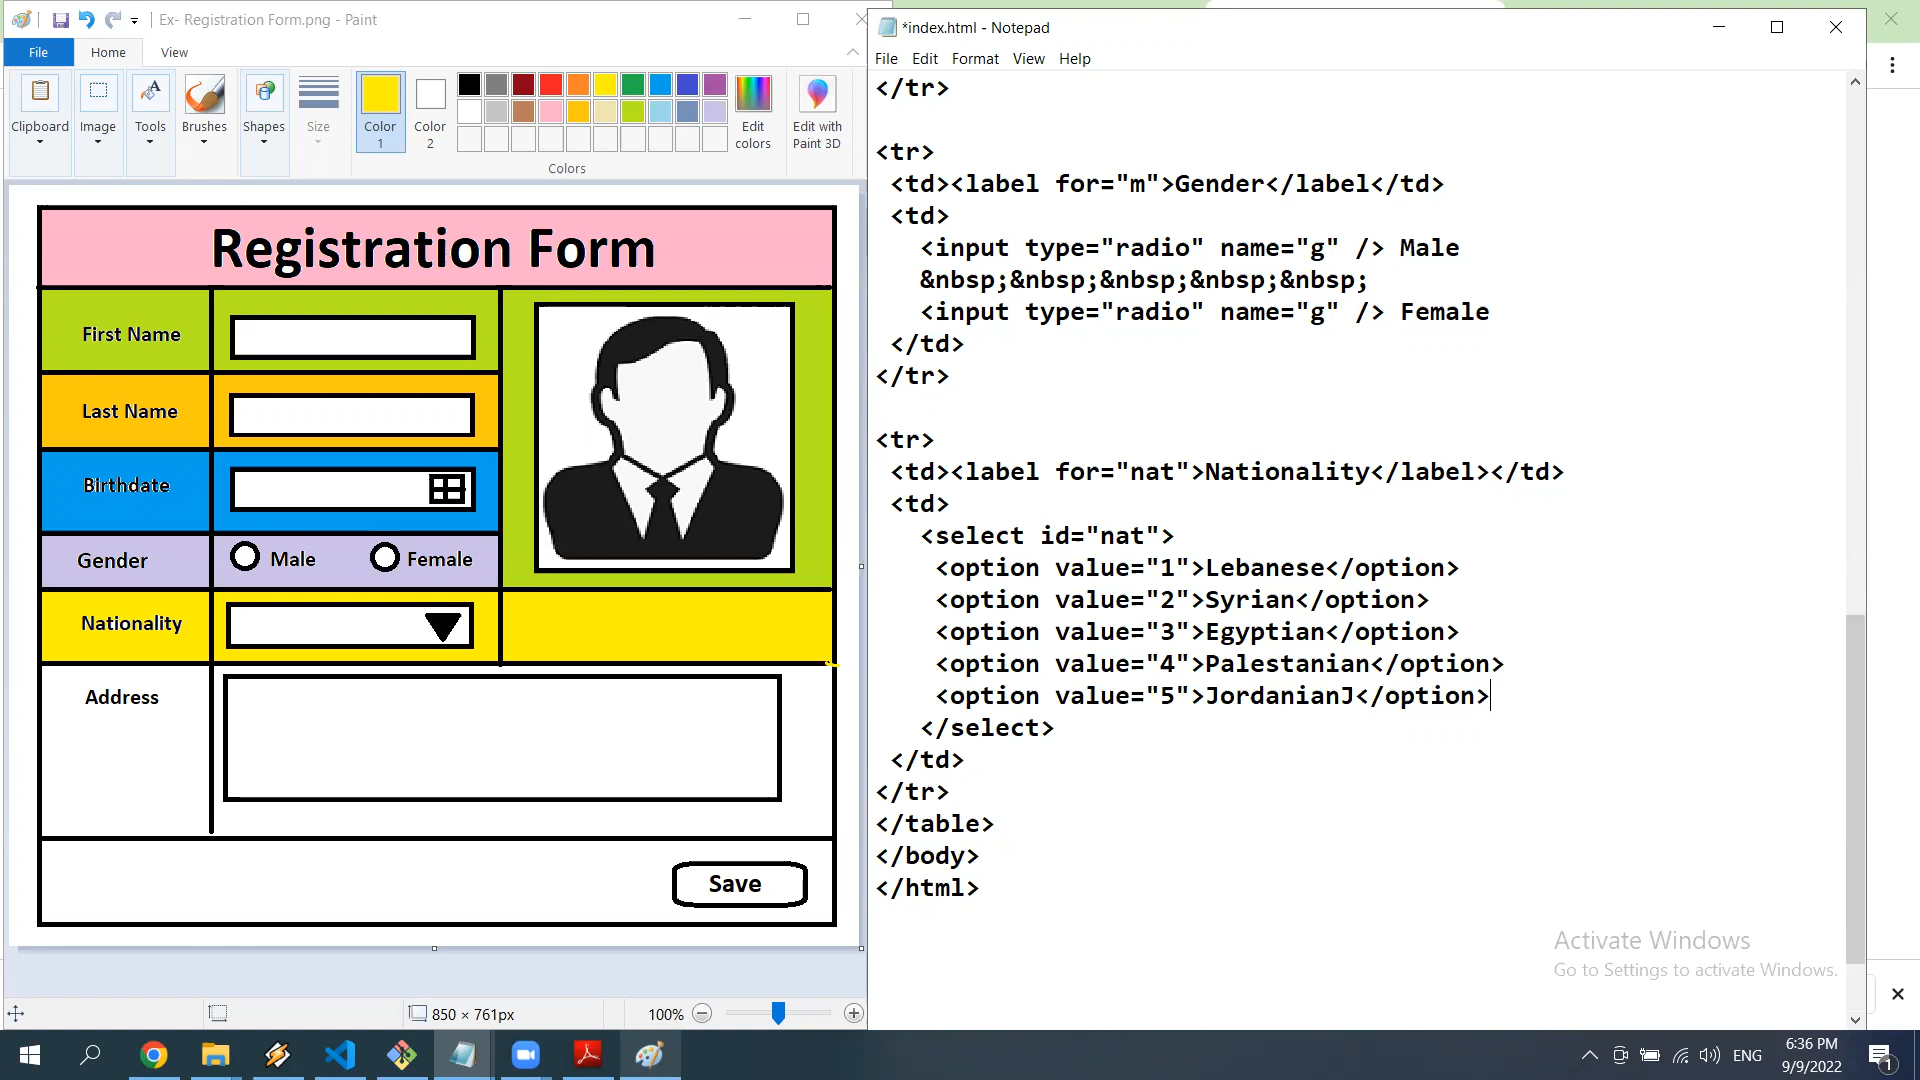 Ex- Registration Form.png - Paint
File
Home
View
Clipboard
Image
Tools
Brushes
Shapes
Size
Color 1
Color 2
Edit colors
Edit with Paint 3D
Colors
Registration Form
First Name
Last Name
Birthdate
Gender
Male
Female
Nationality
Address
Save
850 × 761px
100%
*index.html - Notepad
File Edit Format View Help
</tr>
<tr>
<td><label for="m">Gender</label</td>
<td>
<input type="radio" name="g" /> Male
&nbsp;&nbsp;&nbsp;&nbsp;&nbsp;
<input type="radio" name="g" /> Female
</td>
</tr>
<tr>
<td><label for="nat">Nationality</label></td>
<td>
<select id="nat">
<option value="1">Lebanese</option>
<option value="2">Syrian</option>
<option value="3">Egyptian</option>
<option value="4">Palestanian</option>
<option value="5">JordanianJ</option>
</select>
</td>
</tr>
</table>
</body>
</html>
Activate Windows
Go to Settings to activate Windows.
ENG
6:36 PM
9/9/2022
1